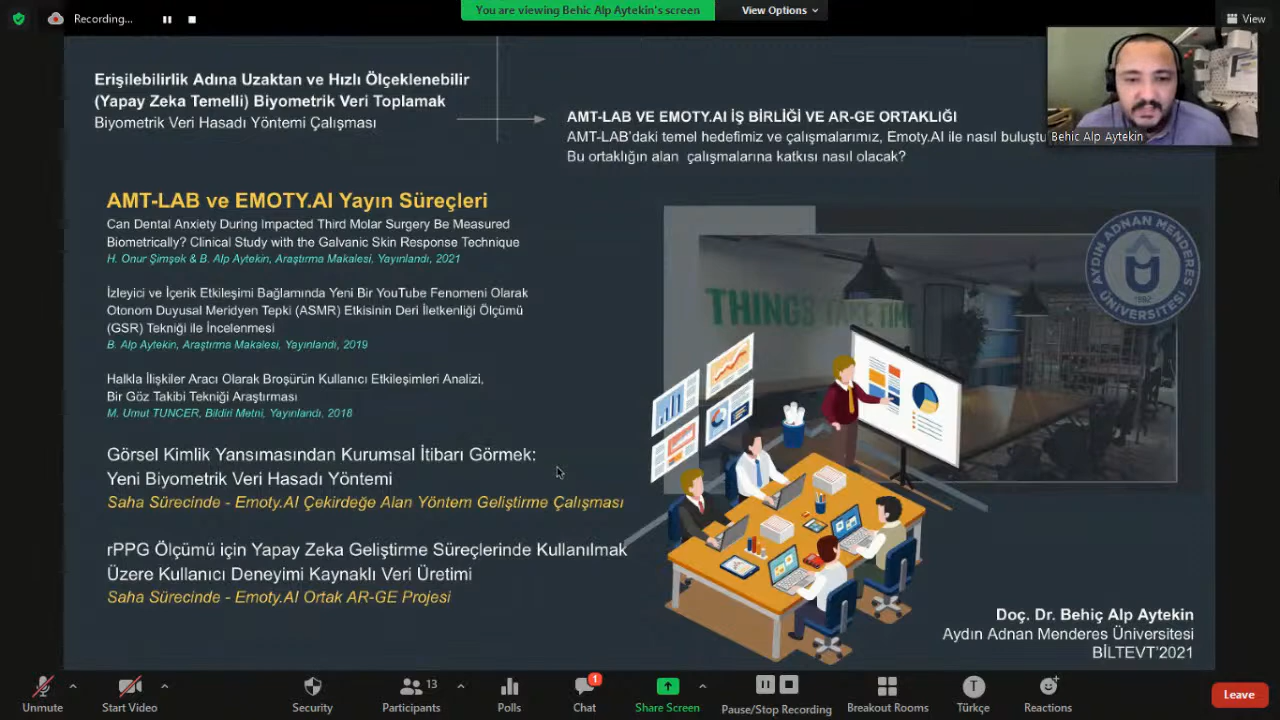 Recording...
You are viewing Behic Alp Aytekin's screen
View Options
View
Erişilebilirlik Adına Uzaktan ve Hızlı Ölçeklenebilir
(Yapay Zeka Temelli) Biyometrik Veri Toplamak
Biyometrik Veri Hasadı Yöntemi Çalışması
AMT-LAB VE EMOTY.AI İŞ BİRLİĞİ VE AR-GE ORTAKLIĞI
AMT-LAB'daki temel hedefimiz ve çalışmalarımız, Emoty.AI ile nasıl buluştu
Bu ortaklığın alan çalışmalarına katkısı nasıl olacak?
Behic Alp Aytekin
AMT-LAB ve EMOTY.AI Yayın Süreçleri
Can Dental Anxiety During Impacted Third Molar Surgery Be Measured
Biometrically? Clinical Study with the Galvanic Skin Response Technique
H. Onur Şimşek & B. Alp Aytekin, Araştırma Makalesi, Yayınlandı, 2021
İzleyici ve İçerik Etkileşimi Bağlamında Yeni Bir YouTube Fenomeni Olarak
Otonom Duyusal Meridyen Tepki (ASMR) Etkisinin Deri İletkenliği Ölçümü
(GSR) Tekniği ile İncelenmesi
B. Alp Aytekin, Araştırma Makalesi, Yayınlandı, 2019
Halkla İlişkiler Aracı Olarak Broşürün Kullanıcı Etkileşimleri Analizi,
Bir Göz Takibi Tekniği Araştırması
M. Umut TUNCER, Bildiri Metni, Yayınlandı, 2018
Görsel Kimlik Yansımasından Kurumsal İtibarı Görmek:
Yeni Biyometrik Veri Hasadı Yöntemi
Saha Sürecinde - Emoty.AI Çekirdeğe Alan Yöntem Geliştirme Çalışması
rPPG Ölçümü için Yapay Zeka Geliştirme Süreçlerinde Kullanılmak
Üzere Kullanıcı Deneyimi Kaynaklı Veri Üretimi
Saha Sürecinde - Emoty.AI Ortak AR-GE Projesi
AYDIN ADNAN MENDERES ÜNİVERSİTESİ
1992
THINGS TAKE TIME
Doç. Dr. Behiç Alp Aytekin
Aydın Adnan Menderes Üniversitesi
BİLTEVT'2021
Unmute
Start Video
Security
13
Participants
Polls
1
Chat
Share Screen
Pause/Stop Recording
Breakout Rooms
T
Türkçe
Reactions
Leave